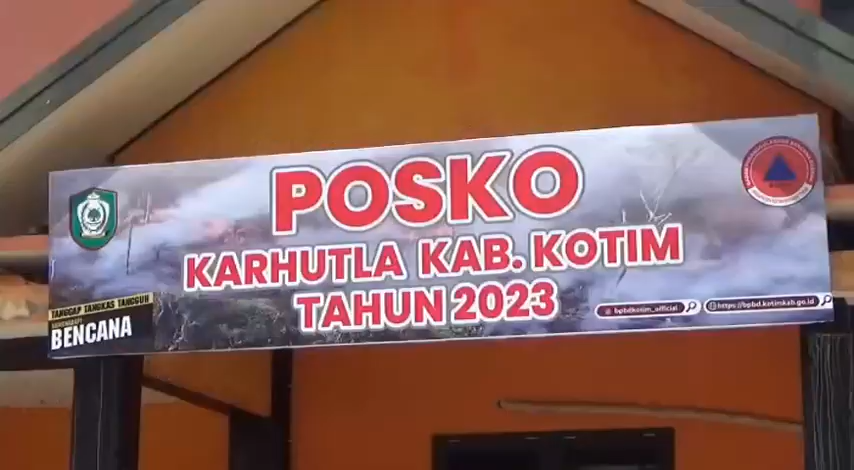 POSKO
KARHUTLA KAB. KOTIM
TAHUN 2023
TANGGAP TANGKAS TANGGUH
BENCANA
bpbdkotim_official
https://bpbd.kotimkab.go.id